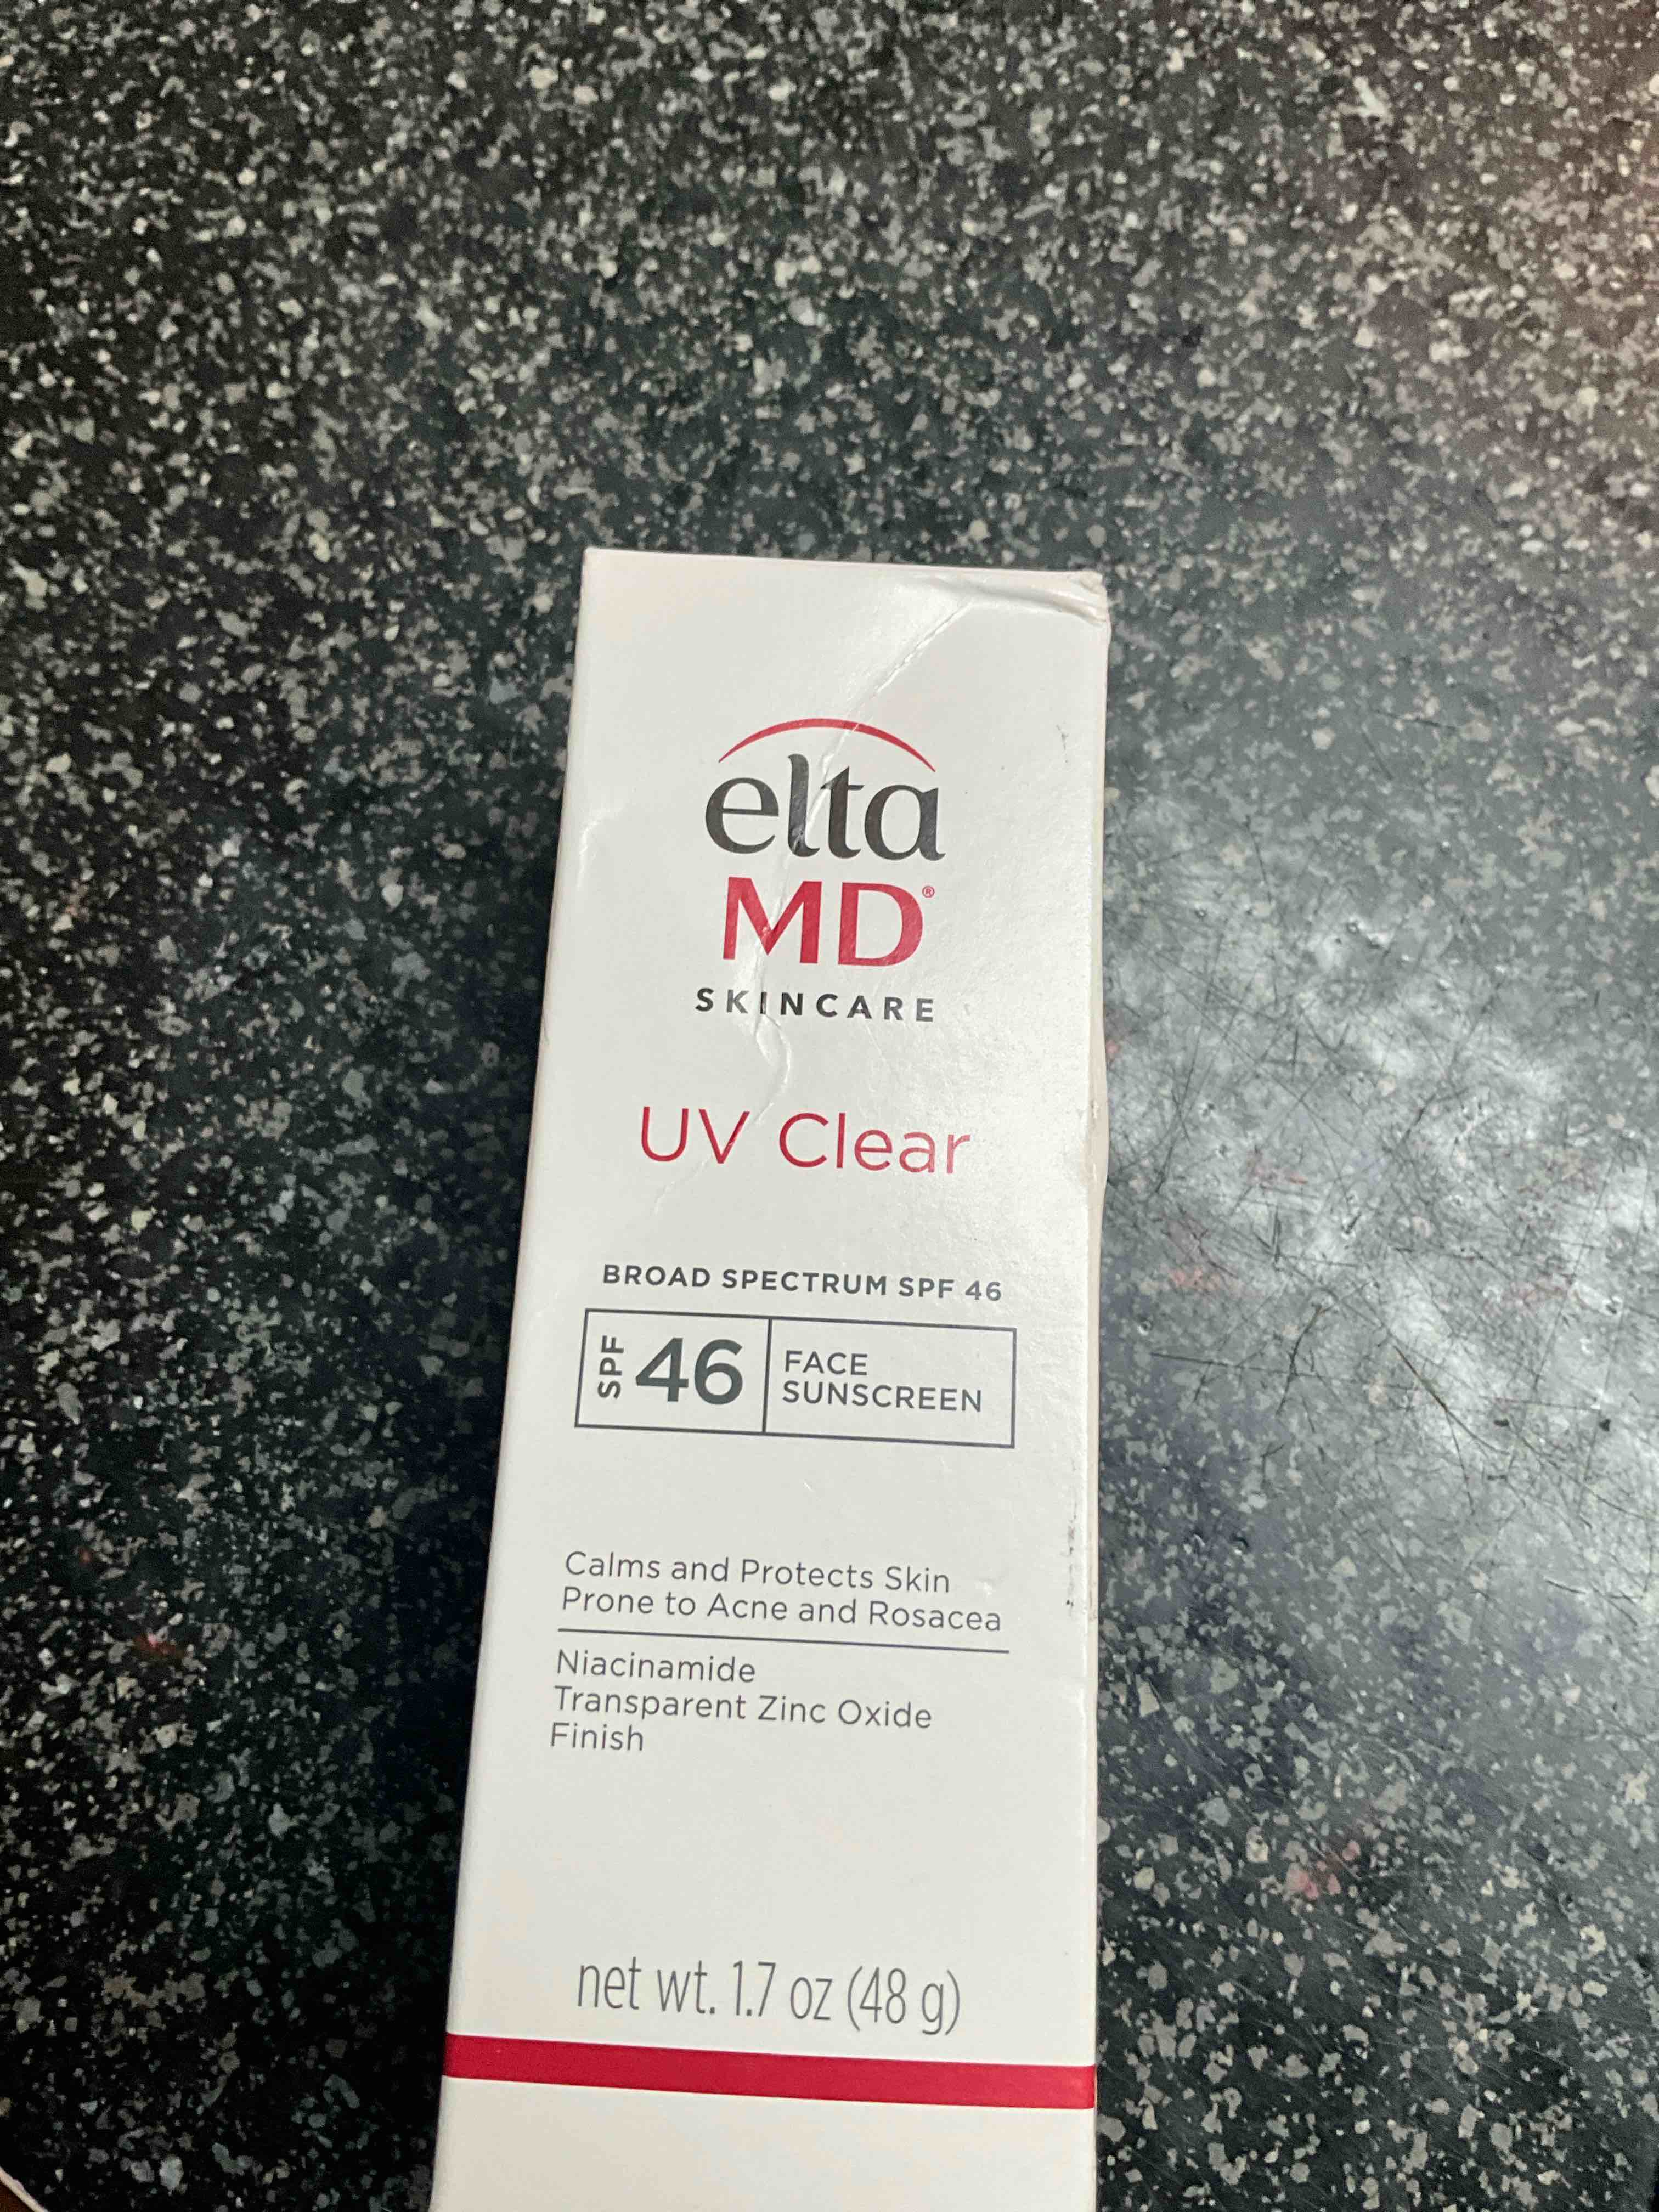 elta
MD®
SKINCARE
UV Clear
BROAD SPECTRUM SPF 46
SPF 46 FACE
SUNSCREEN
Calms and Protects Skin
Prone to Acne and Rosacea
Niacinamide
Transparent Zinc Oxide
Finish
net wt. 1.7 oz (48 g)